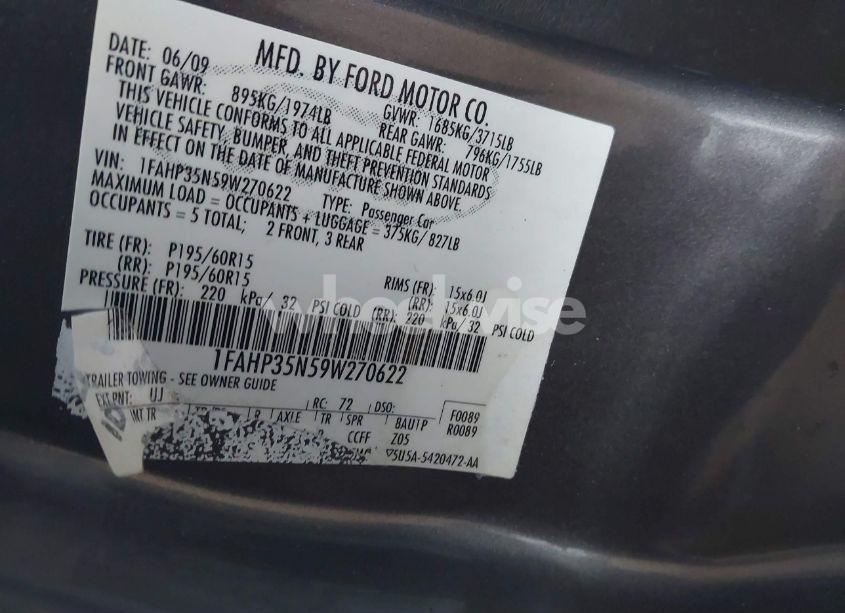 MFD. BY FORD MOTOR CO.
DATE: 06/09
GVWR: 1685KG/3715LB
FRONT GAWR: 895KG/1974LB
REAR GAWR: 796KG/1755LB
THIS VEHICLE CONFORMS TO ALL APPLICABLE FEDERAL MOTOR
VEHICLE SAFETY, BUMPER, AND THEFT PREVENTION STANDARDS
IN EFFECT ON THE DATE OF MANUFACTURE SHOWN ABOVE.
VIN: 1FAHP35N59W270622
TYPE: Passenger Car
MAXIMUM LOAD = OCCUPANTS + LUGGAGE = 375KG/ 827LB
OCCUPANTS = 5 TOTAL; 2 FRONT, 3 REAR
TIRE (FR): P195/60R15 RIMS (FR): 15x6.0J
(RR): P195/60R15 (RR): 15x6.0J
PRESSURE (FR): 220 kPa/ 32 PSI COLD (RR): 220 kPa/ 32 PSI COLD
wheelwise
1FAHP35N59W270622
TRAILER TOWING - SEE OWNER GUIDE
EXT PNT: UJ RC: 72 DSO: F0089
INT TR R AXLE TR SPR BAU1P R0089
CCFF Z05
5U5A-5420472-AA